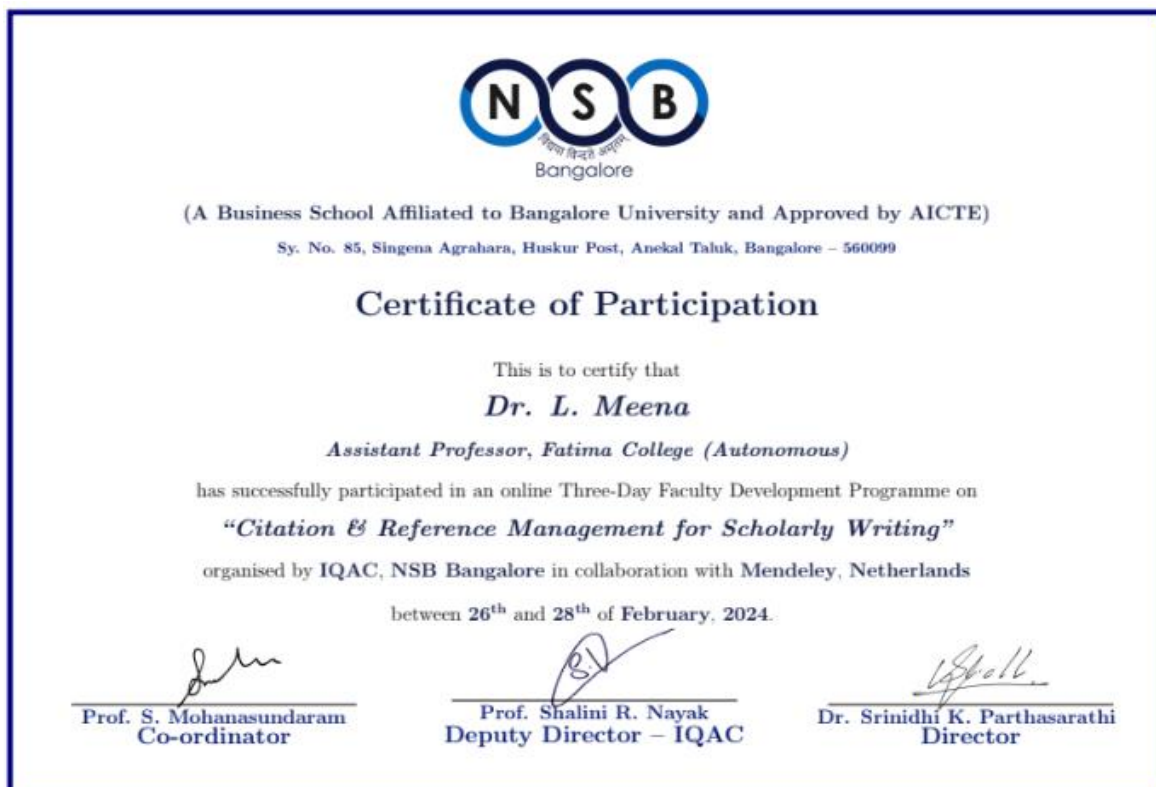 N S B
विद्यया विन्दते अमृतम्
Bangalore
(A Business School Affiliated to Bangalore University and Approved by AICTE)
Sy. No. 85, Singena Agrahara, Huskur Post, Anekal Taluk, Bangalore – 560099
Certificate of Participation
This is to certify that
Dr. L. Meena
Assistant Professor, Fatima College (Autonomous)
has successfully participated in an online Three-Day Faculty Development Programme on
“Citation & Reference Management for Scholarly Writing”
organised by IQAC, NSB Bangalore in collaboration with Mendeley, Netherlands
between 26th and 28th of February, 2024.
Prof. S. Mohanasundaram
Co-ordinator
Prof. Shalini R. Nayak
Deputy Director – IQAC
Dr. Srinidhi K. Parthasarathi
Director